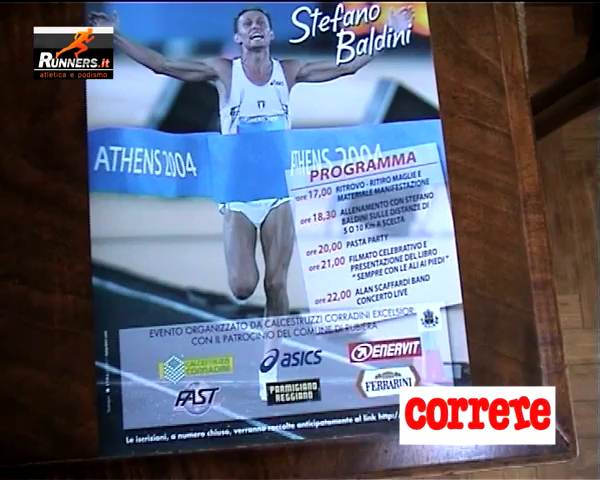 RUNNERS.it
atletica e podismo
Stefano
Baldini
ATHENS 2004
ATHENS 2004
PROGRAMMA
ore 17,00 RITROVO - RITIRO MAGLIE E
MATERIALE MANIFESTAZIONE
ore 18,30 ALLENAMENTO CON STEFANO
BALDINI SULLE DISTANZE DI
5 O 10 Km A SCELTA
ore 20,00 PASTA PARTY
ore 21,00 FILMATO CELEBRATIVO E
PRESENTAZIONE DEL LIBRO
"SEMPRE CON LE ALI AI PIEDI"
ore 22,00 ALAN SCAFFARDI BAND
CONCERTO LIVE
EVENTO ORGANIZZATO DA CALCESTRUZZI CORRADINI EXCELSIOR
CON IL PATROCINIO DEL COMUNE DI RUBIERA
CALCESTRUZZI
CORRADINI
asics
ENERVIT
FAST
PARMIGIANO
REGGIANO
FERRARINI
Le iscrizioni, a numero chiuso, verranno raccolte anticipatamente al link http:/
correre